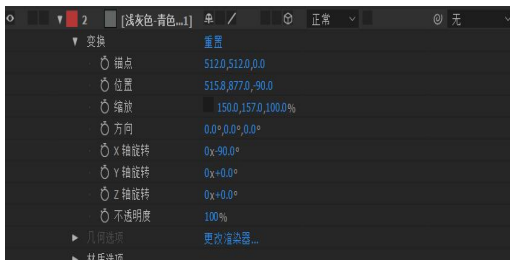 2 [浅灰色-青色...1] 正常 无
变换 重置
锚点 512.0,512.0,0.0
位置 515.8,877.0,-90.0
缩放 150.0,157.0,100.0%
方向 0.0°,0.0°,0.0°
X 轴旋转 0x-90.0°
Y 轴旋转 0x+0.0°
Z 轴旋转 0x+0.0°
不透明度 100%
几何选项 更改渲染器...
材质选项